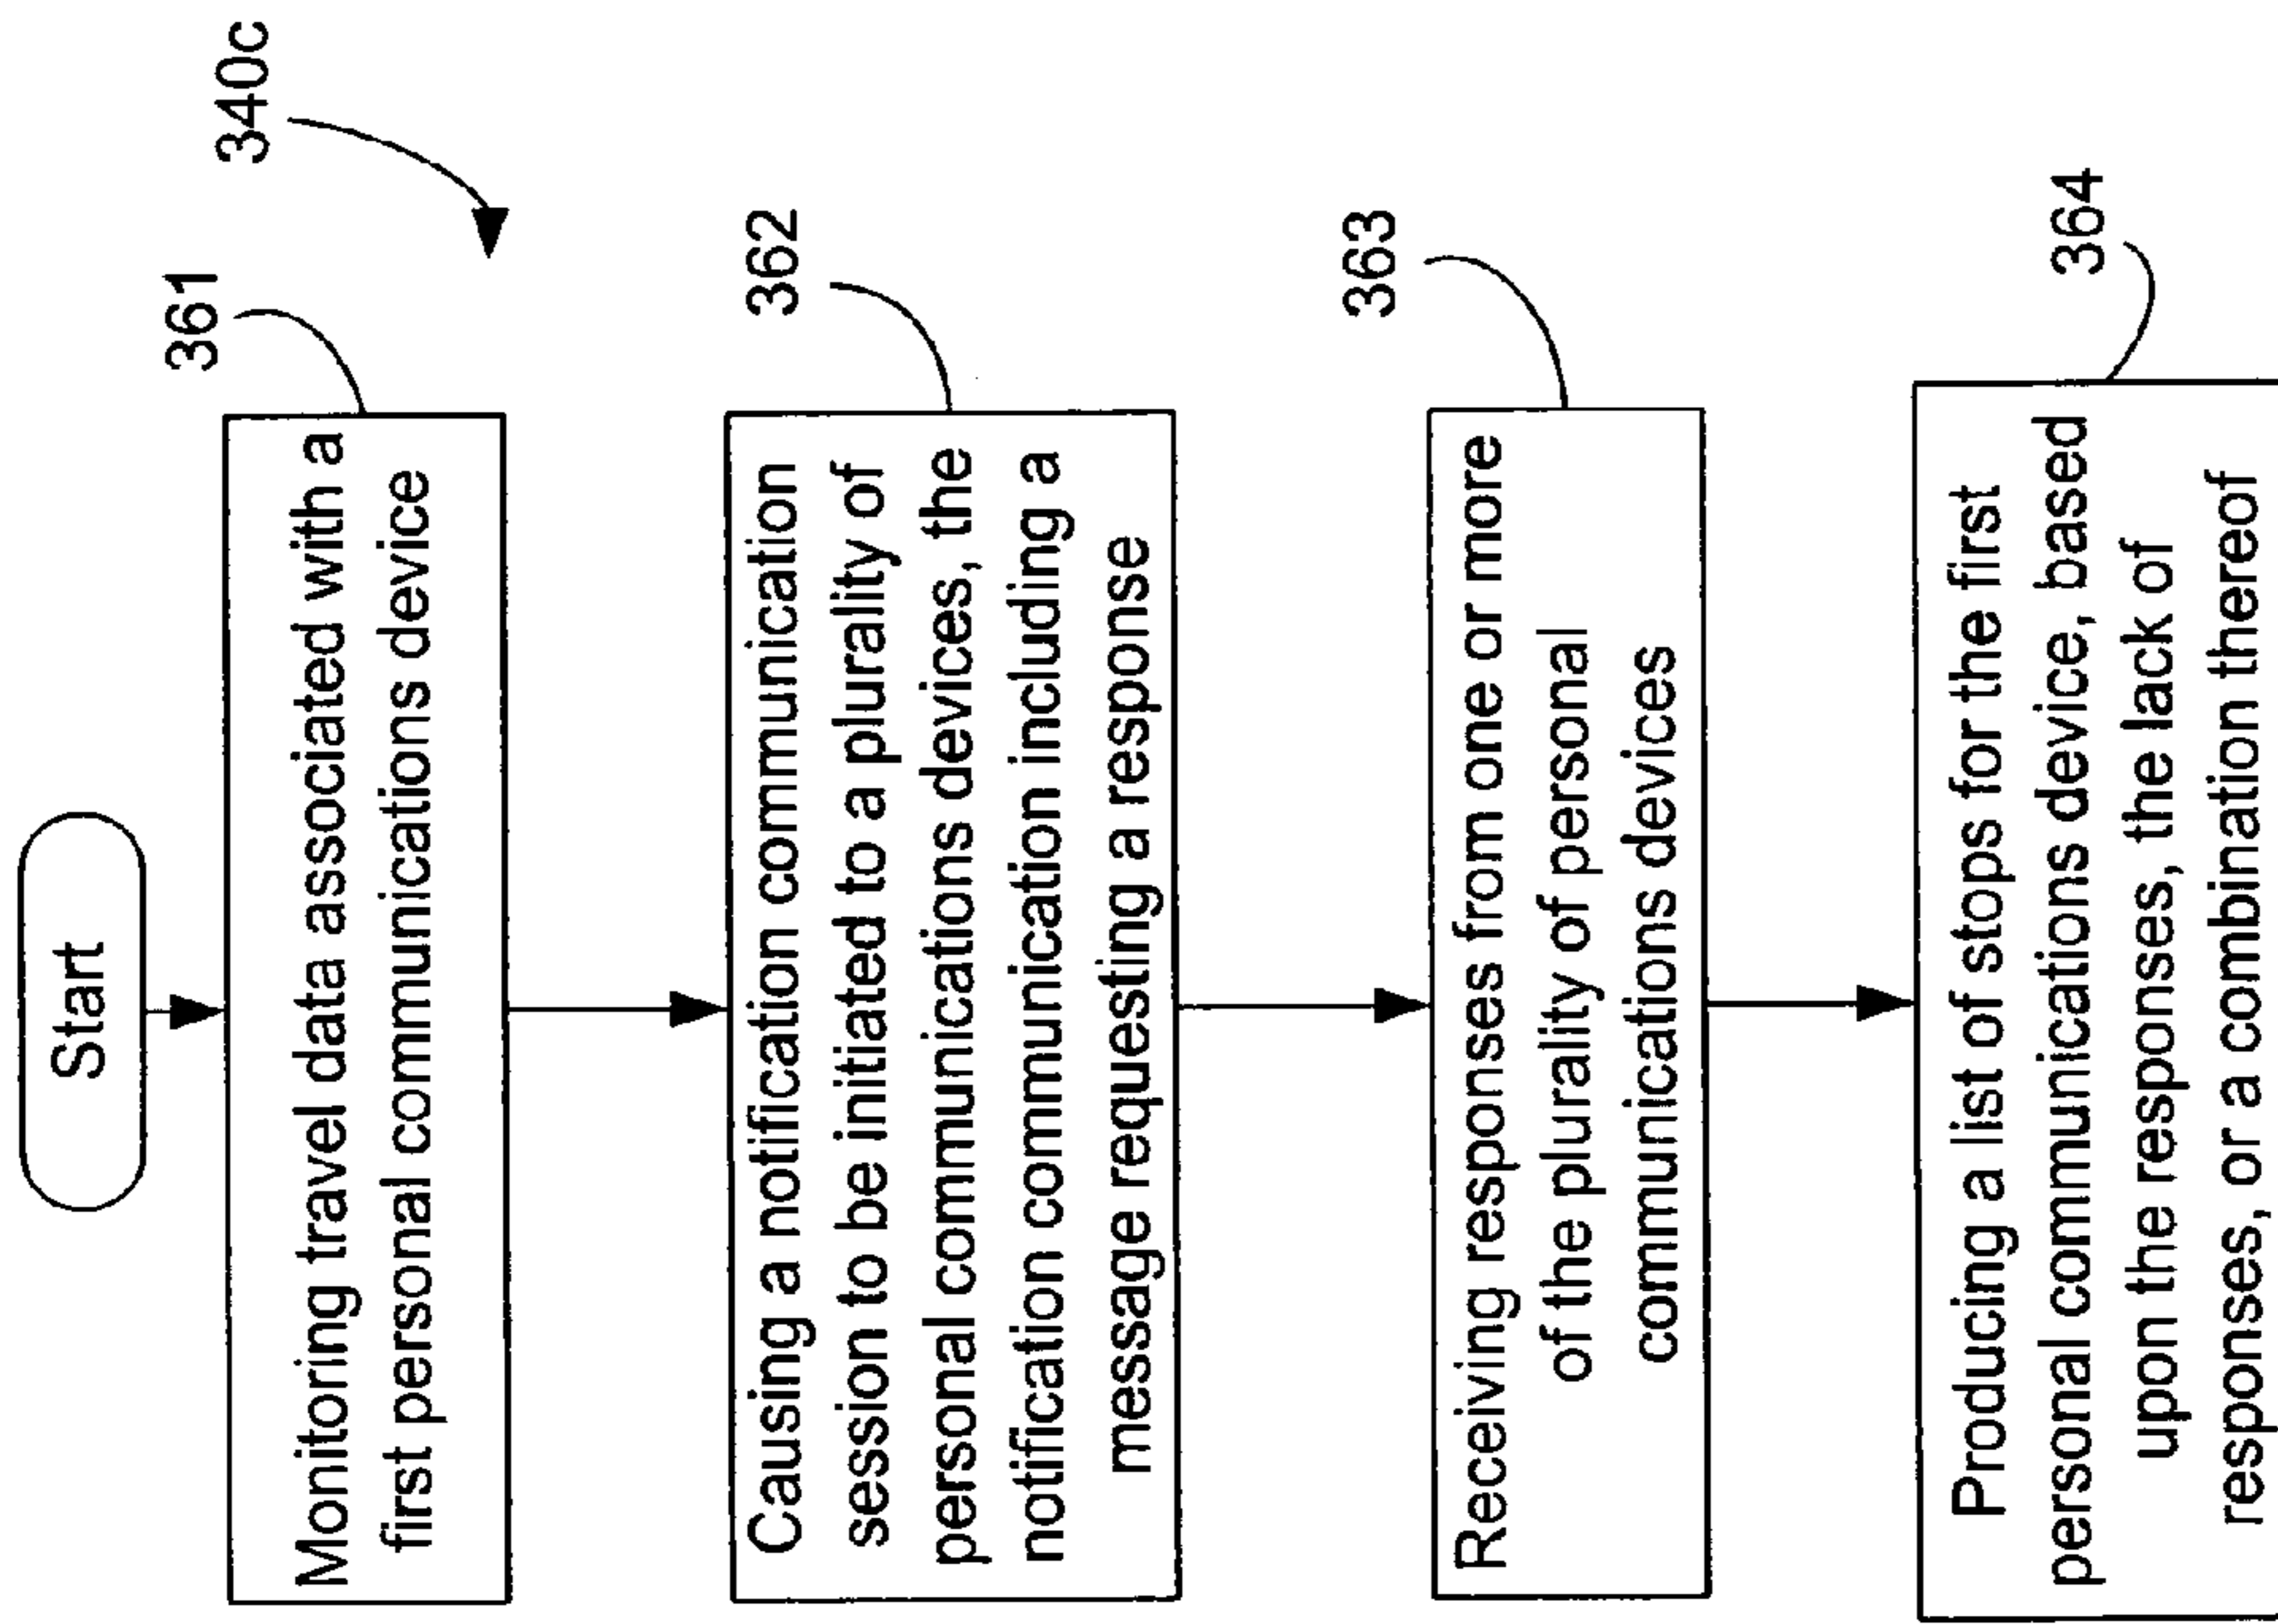 Start
340c
361
Monitoring travel data associated with a
first personal communications device
362
Causing a notification communication
session to be initiated to a plurality of
personal communications devices, the
notification communication including a
message requesting a response
363
Receiving responses from one or more
of the plurality of personal
communications devices
364
Producing a list of stops for the first
personal communications device, based
upon the responses, the lack of
responses, or a combination thereof